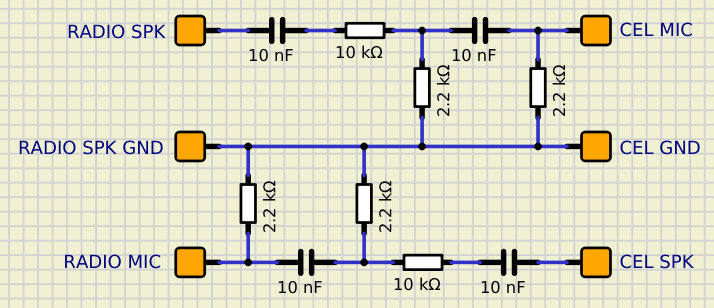 RADIO SPK
10 nF
10 kΩ
10 nF
CEL MIC
2.2 kΩ
2.2 kΩ
RADIO SPK GND
CEL GND
2.2 kΩ
2.2 kΩ
RADIO MIC
10 nF
10 kΩ
10 nF
CEL SPK